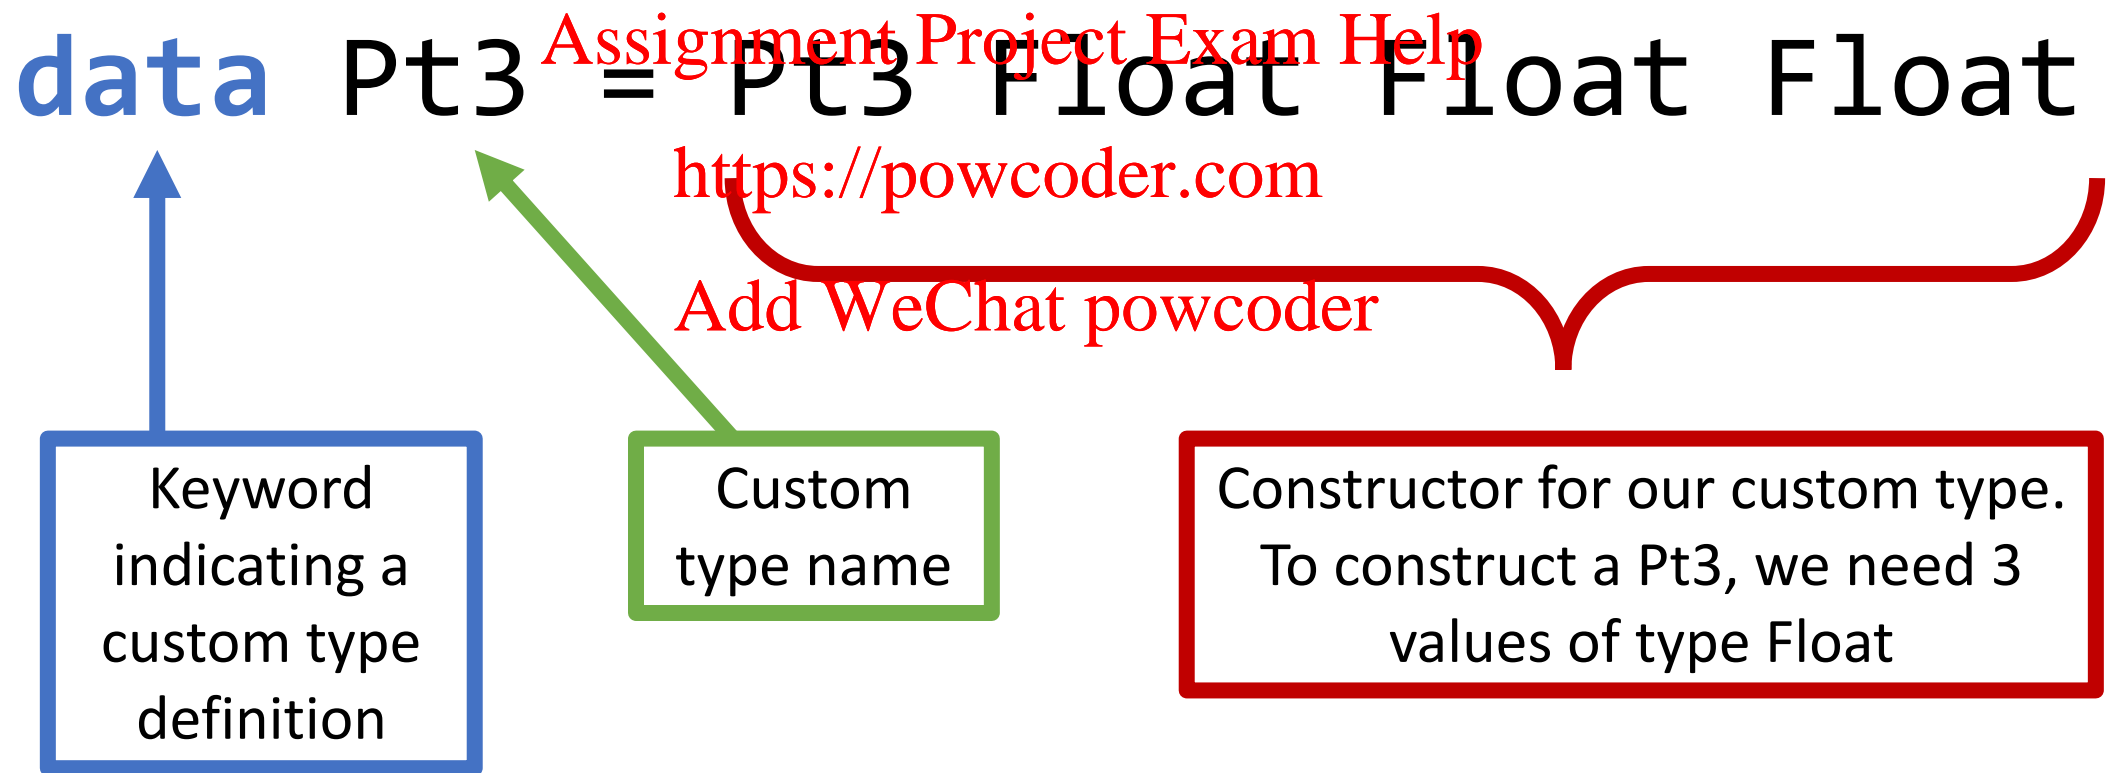 data Pt3 = Pt3 Float Float Float
Assignment Project Exam Help
https://powcoder.com
Add WeChat powcoder
Keyword
indicating a
custom type
definition
Custom
type name
Constructor for our custom type.
To construct a Pt3, we need 3
values of type Float